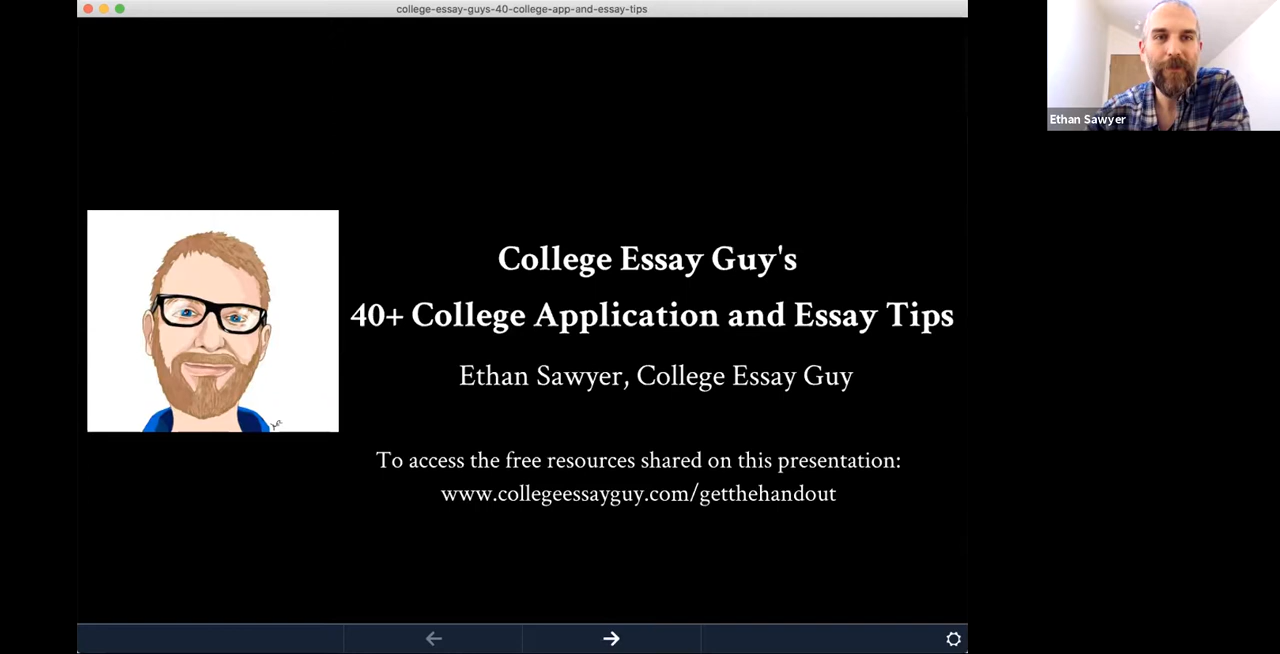 college-essay-guys-40-college-app-and-essay-tips
Ethan Sawyer
College Essay Guy's
40+ College Application and Essay Tips
Ethan Sawyer, College Essay Guy
To access the free resources shared on this presentation:
www.collegeessayguy.com/getthehandout